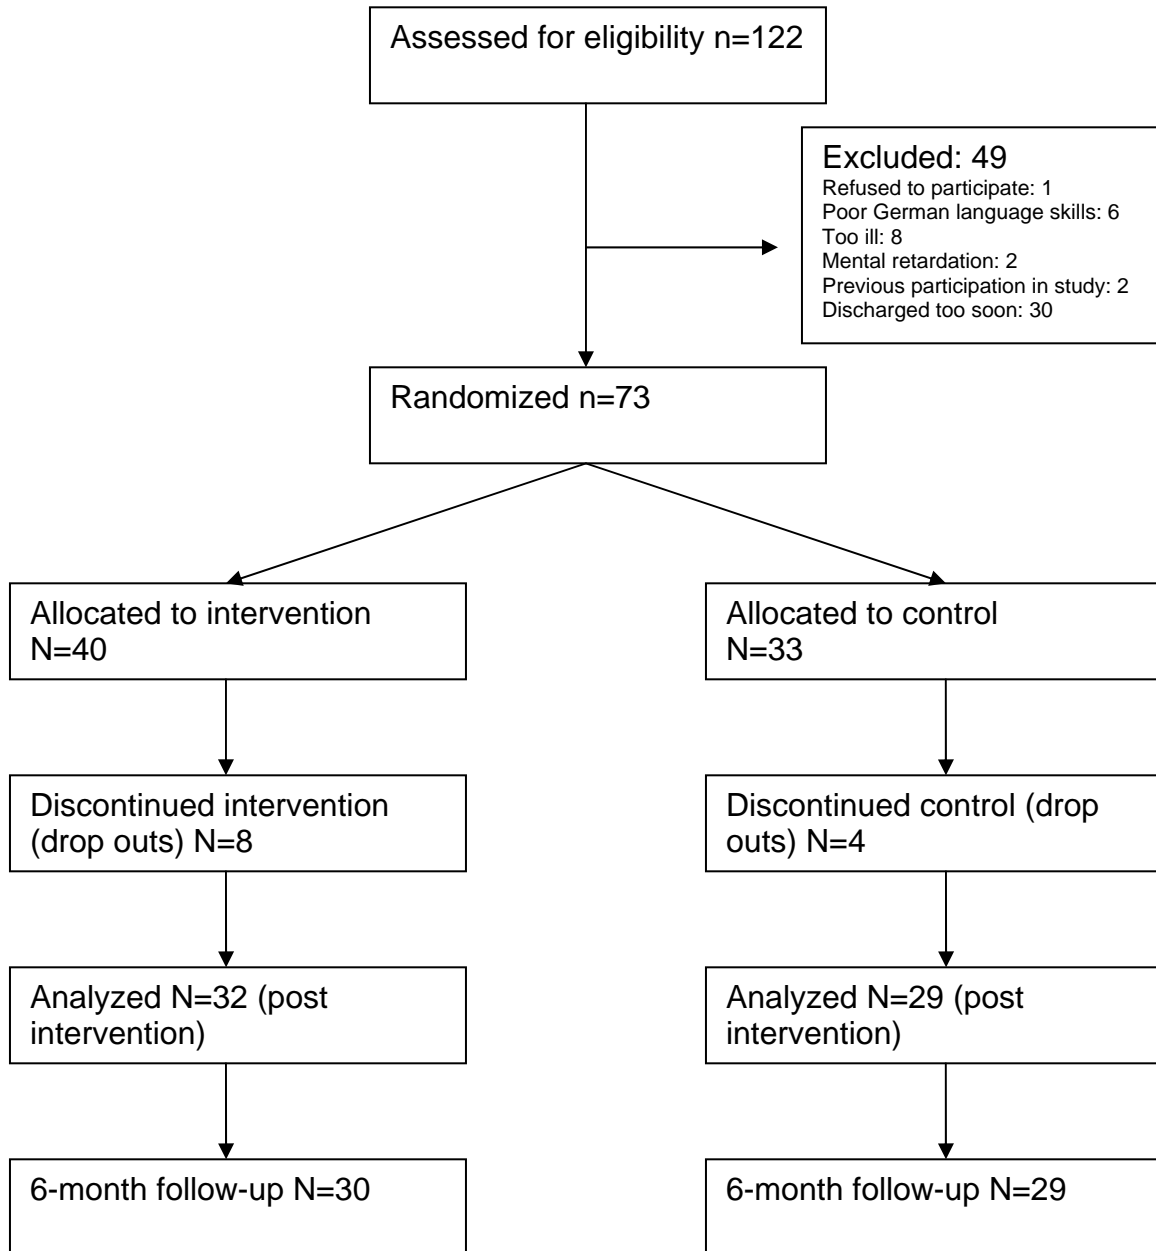 Assessed for eligibility n=122
Excluded: 49
Refused to participate: 1
Poor German language skills: 6
Too ill: 8
Mental retardation: 2
Previous participation in study: 2
Discharged too soon: 30
Randomized n=73
Allocated to intervention
N=40
Allocated to control
N=33
Discontinued intervention
(drop outs) N=8
Discontinued control (drop
outs) N=4
Analyzed N=32 (post
intervention)
Analyzed N=29 (post
intervention)
6-month follow-up N=30
6-month follow-up N=29